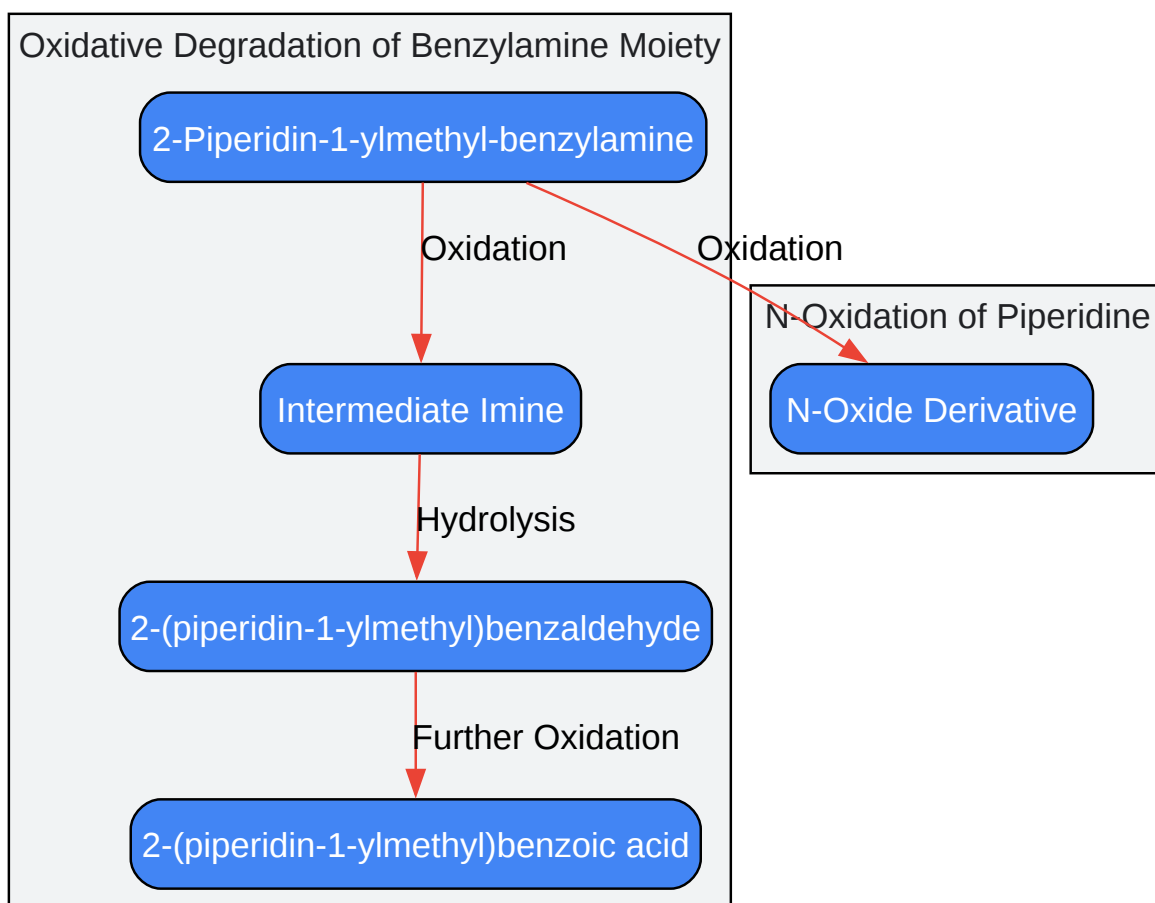 Oxidative Degradation of Benzylamine Moiety
2-Piperidin-1-ylmethyl-benzylamine
Oxidation
Oxidation
N-Oxidation of Piperidine
Intermediate Imine
N-Oxide Derivative
Hydrolysis
2-(piperidin-1-ylmethyl)benzaldehyde
Further Oxidation
2-(piperidin-1-ylmethyl)benzoic acid